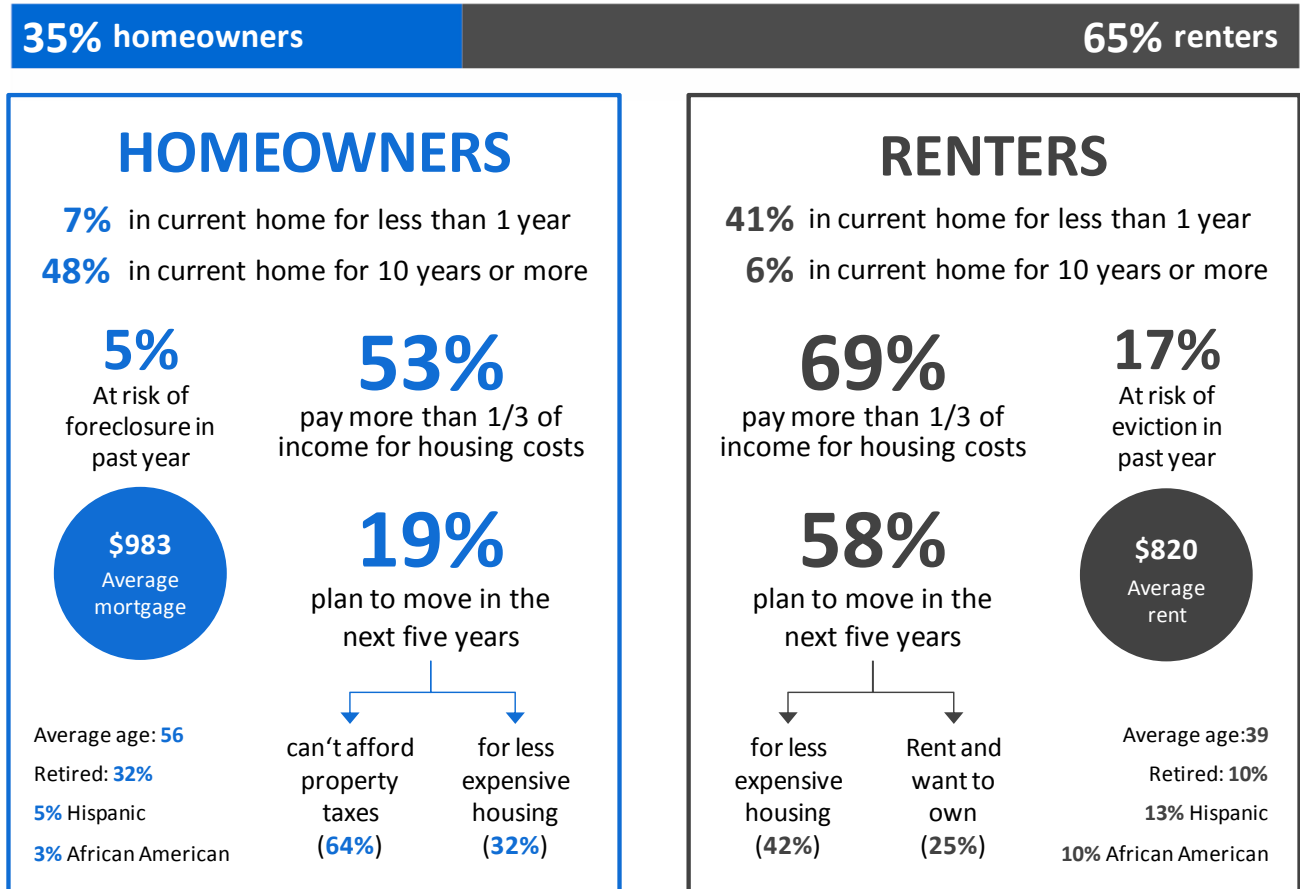 35% homeowners
65% renters
HOMEOWNERS
7% in current home for less than 1 year
48% in current home for 10 years or more
5%
At risk of
foreclosure in
past year
53%
pay more than 1/3 of
income for housing costs
$983
Average
mortgage
19%
plan to move in the
next five years
can't afford
property
taxes
(64%)
for less
expensive
housing
(32%)
Average age: 56
Retired: 32%
5% Hispanic
3% African American
RENTERS
41% in current home for less than 1 year
6% in current home for 10 years or more
69%
pay more than 1/3 of
income for housing costs
17%
At risk of
eviction in
past year
58%
plan to move in the
next five years
$820
Average
rent
for less
expensive
housing
(42%)
Rent and
want to
own
(25%)
Average age:39
Retired: 10%
13% Hispanic
10% African American